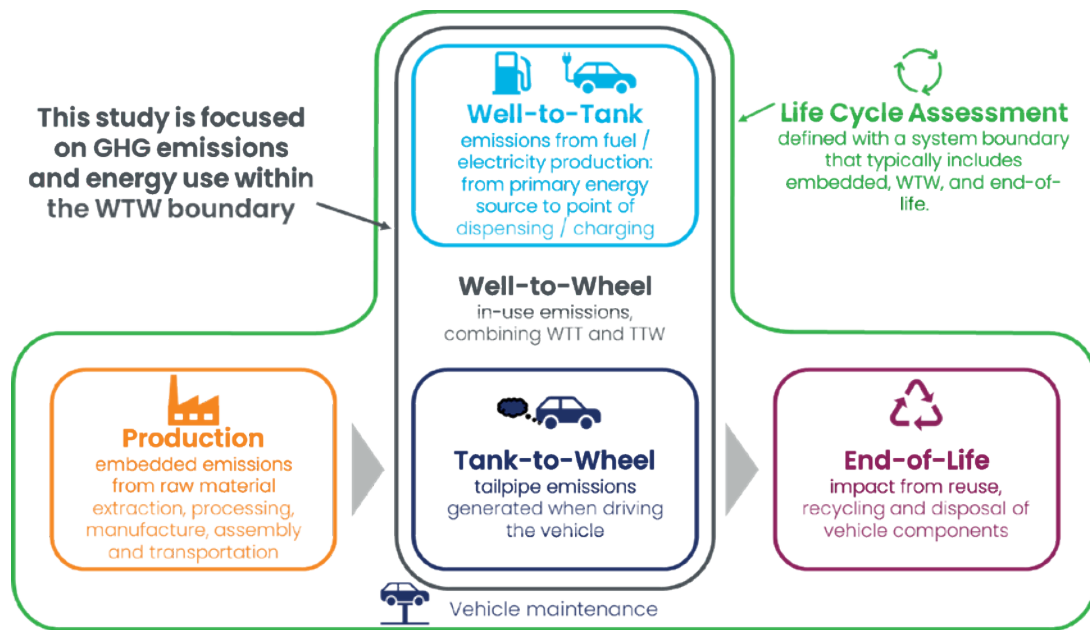 This study is focused
on GHG emissions
and energy use within
the WTW boundary
Well-to-Tank
emissions from fuel /
electricity production:
from primary energy
source to point of
dispensing / charging
Life Cycle Assessment
defined with a system boundary
that typically includes
embedded, WTW, and end-of-
life.
Well-to-Wheel
in-use emissions,
combining WTT and TTW
Production
embedded emissions
from raw material
extraction, processing,
manufacture, assembly
and transportation
Tank-to-Wheel
tailpipe emissions
generated when driving
the vehicle
End-of-Life
impact from reuse,
recycling and disposal of
vehicle components
Vehicle maintenance